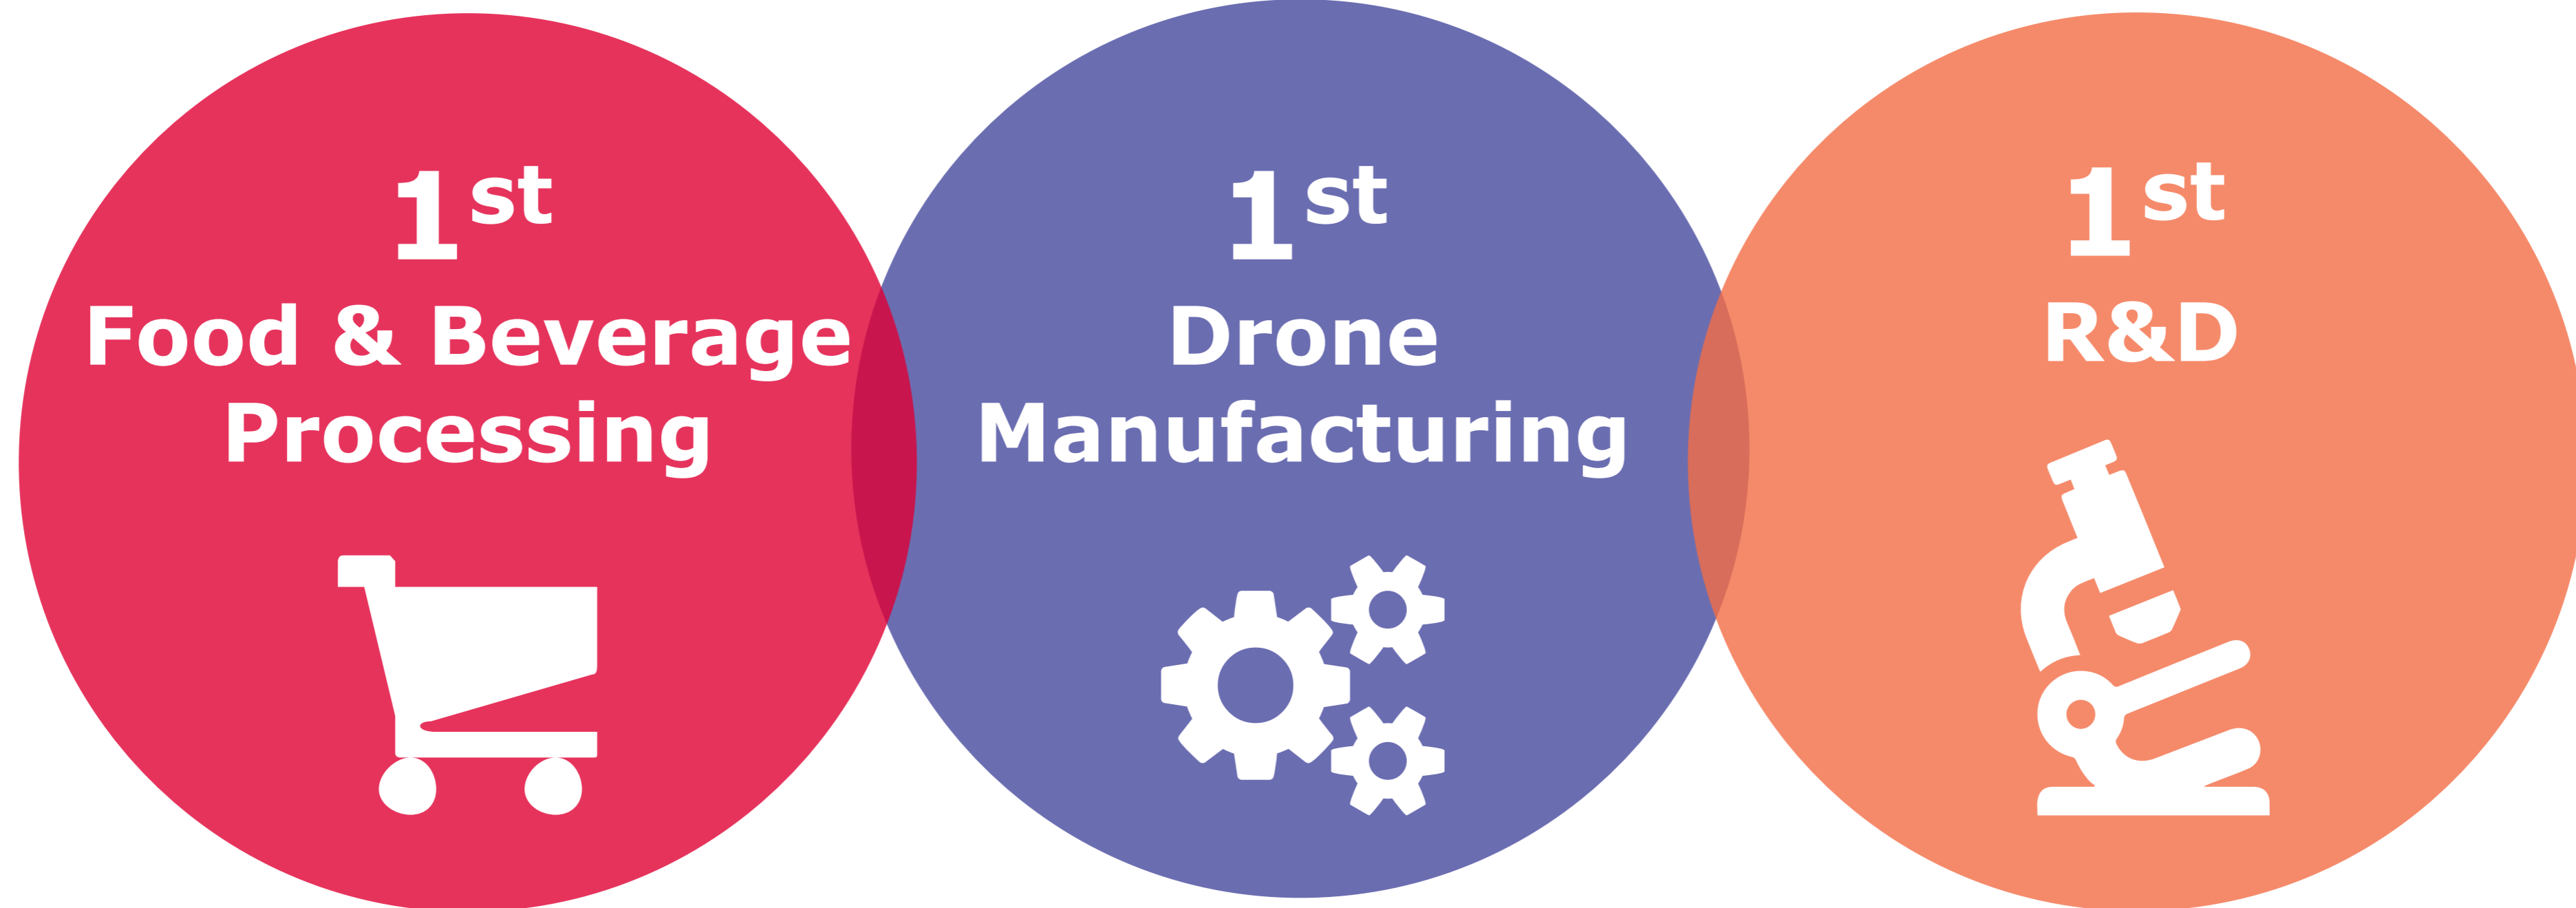 1st
Food & Beverage
Processing
1st
Drone
Manufacturing
1st
R&D